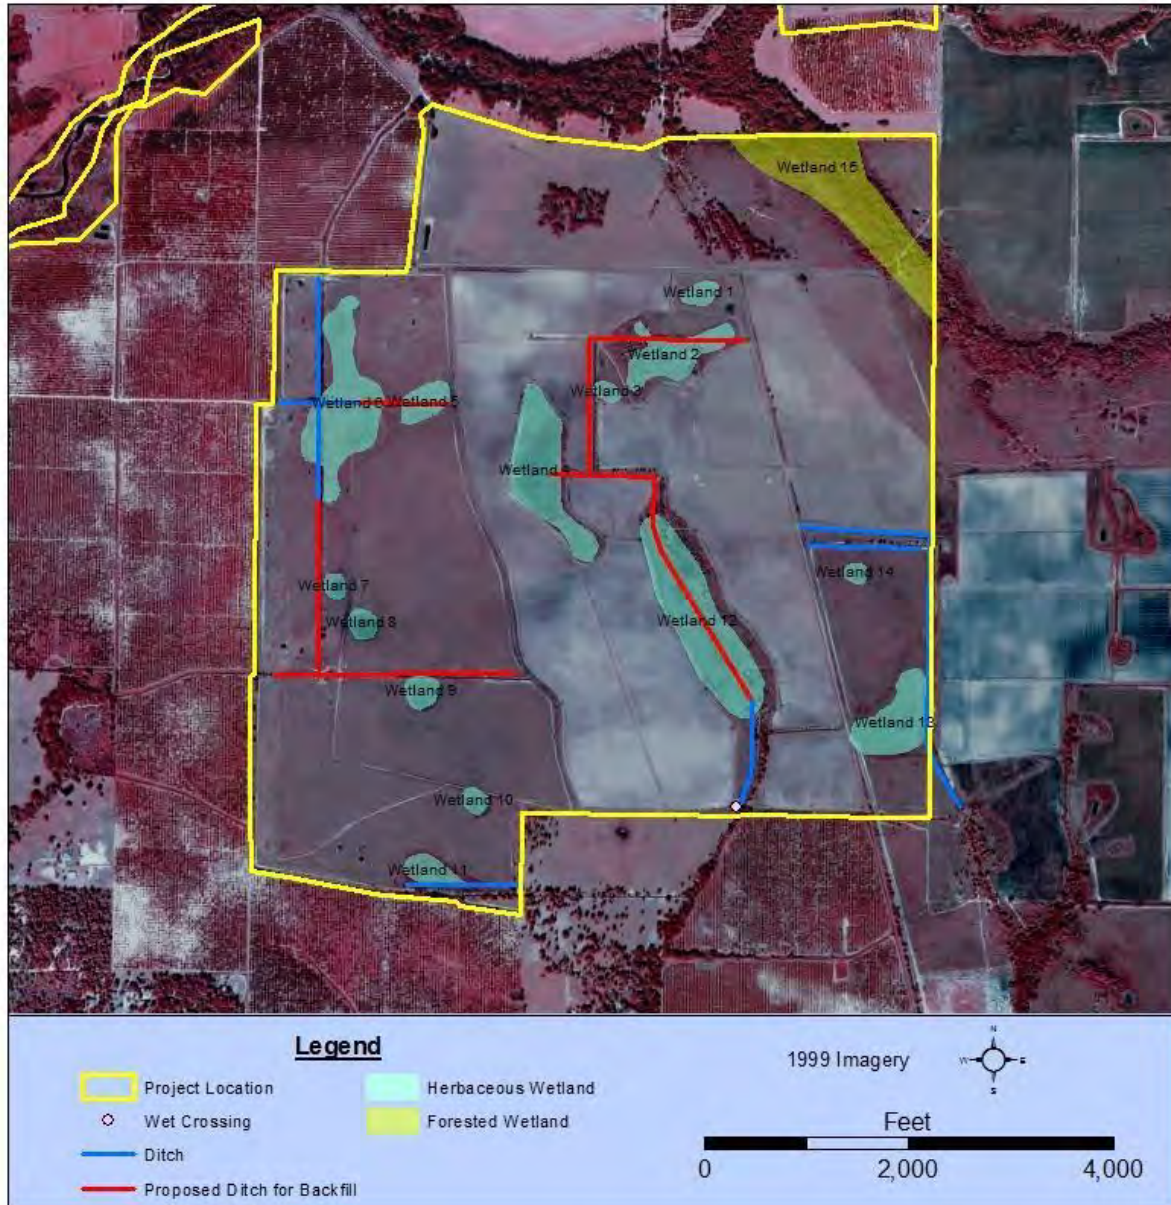 Wetland 15
Wetland 1
Wetland 2
Wetland 3
Wetland 6
Wetland 5
Wetland
Wetland 14
Wetland 7
Wetland 8
Wetland 12
Wetland 9
Wetland 13
Wetland 10
Wetland 11
Legend
Project Location
Wet Crossing
Ditch
Proposed Ditch for Backfill
Herbaceous Wetland
Forested Wetland
1999 Imagery
N
W
E
S
Feet
0
2,000
4,000